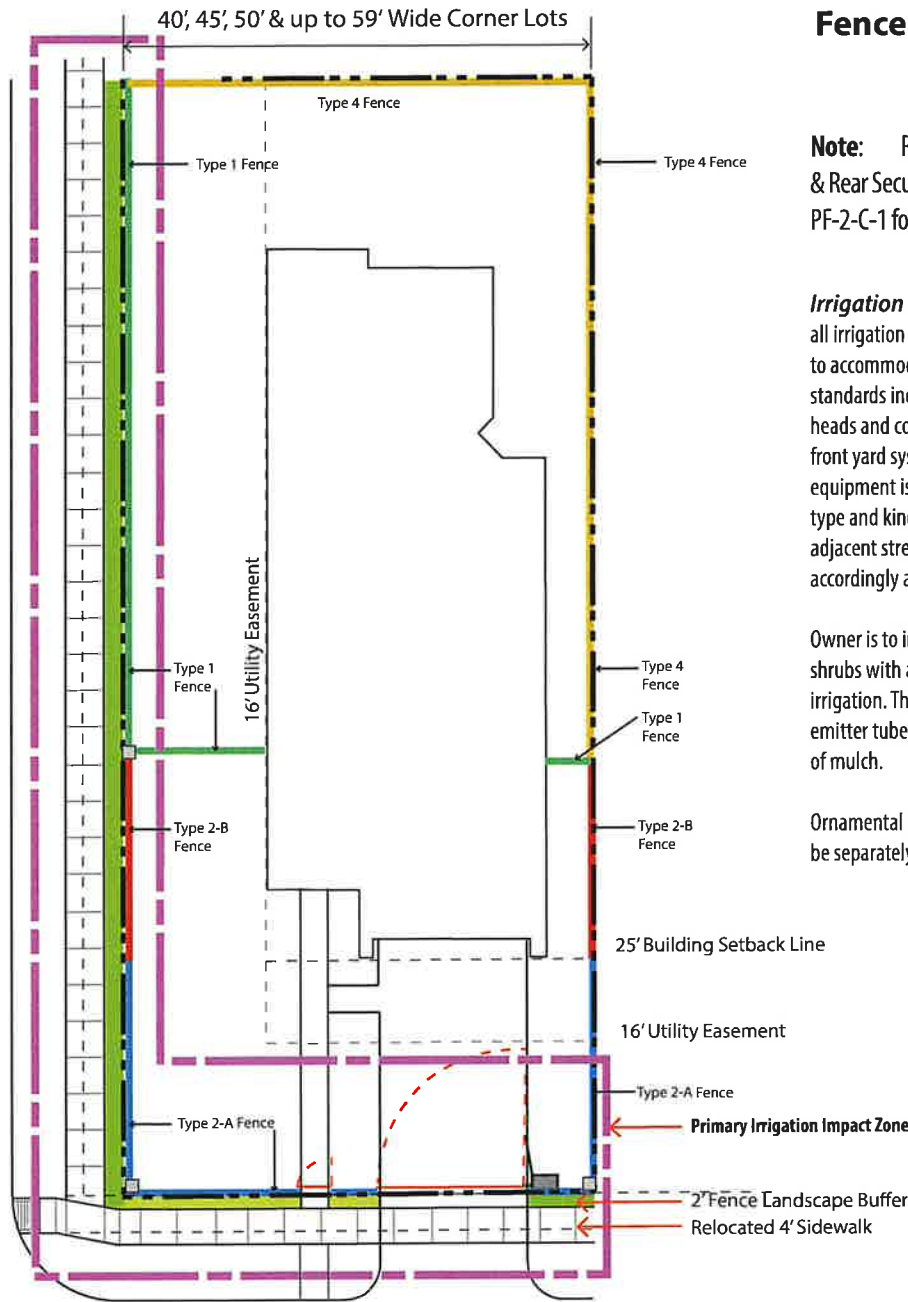 40', 45', 50' & up to 59' Wide Corner Lots
Fence
Type 4 Fence
Type 1 Fence
Type 4 Fence
Note: 
& Rear Secu
PF-2-C-1 fo
Irrigation
all irrigation
to accommod
standards inc
heads and co
front yard sys
equipment is
type and kin
adjacent stre
accordingly a
Owner is to i
shrubs with a
irrigation. Th
emitter tube
of mulch.
Ornamental
be separately
16' Utility Easement
Type 1
Fence
Type 4
Fence
Type 1
Fence
Type 2-B
Fence
Type 2-B
Fence
25' Building Setback Line
16' Utility Easement
Type 2-A Fence
Type 2-A Fence
Primary Irrigation Impact Zone
2' Fence Landscape Buffer
Relocated 4' Sidewalk